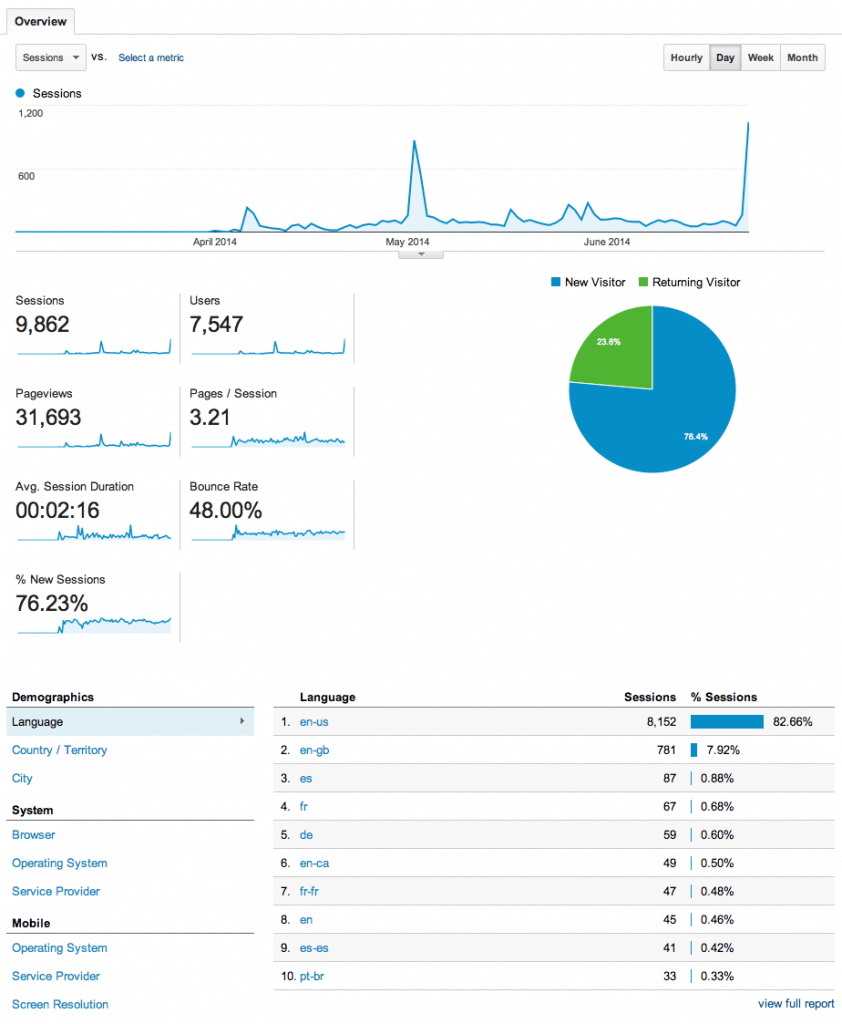 Overview
Sessions vs. Select a metric Hourly Day Week Month
Sessions
1,200
600
April 2014 May 2014 June 2014
New Visitor Returning Visitor
Sessions Users
9,862 7,547
23.6%
76.4%
Pageviews Pages / Session
31,693 3.21
Avg. Session Duration Bounce Rate
00:02:16 48.00%
% New Sessions
76.23%
Demographics
Language
Country / Territory
City
System
Browser
Operating System
Service Provider
Mobile
Operating System
Service Provider
Screen Resolution
Language Sessions % Sessions
1. en-us 8,152 82.66%
2. en-gb 781 7.92%
3. es 87 0.88%
4. fr 67 0.68%
5. de 59 0.60%
6. en-ca 49 0.50%
7. fr-fr 47 0.48%
8. en 45 0.46%
9. es-es 41 0.42%
10. pt-br 33 0.33%
view full report